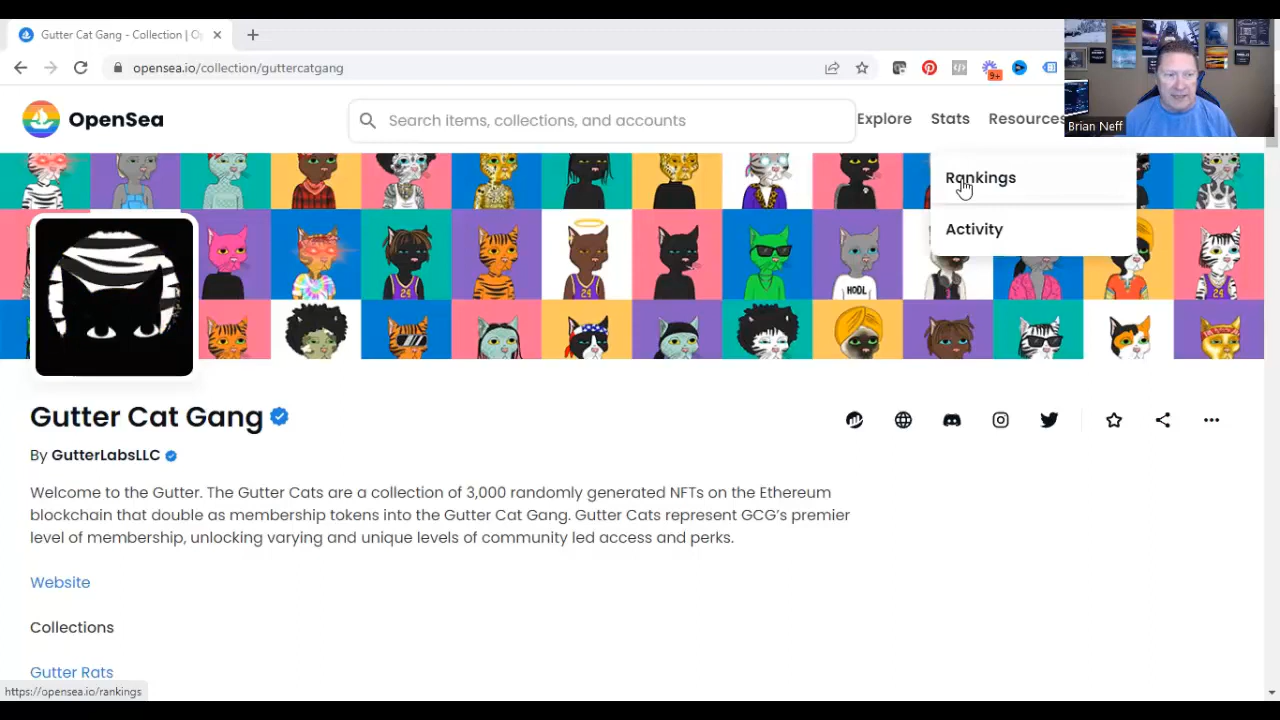 Gutter Cat Gang - Collection | O
opensea.io/collection/guttercatgang
9+
Brian Neff
OpenSea
Search items, collections, and accounts
Explore
Stats
Resources
Rankings
Activity
24
24
HODL
24
Gutter Cat Gang
By GutterLabsLLC
Welcome to the Gutter. The Gutter Cats are a collection of 3,000 randomly generated NFTs on the Ethereum
blockchain that double as membership tokens into the Gutter Cat Gang. Gutter Cats represent GCG's premier
level of membership, unlocking varying and unique levels of community led access and perks.
Website
Collections
Gutter Rats
https://opensea.io/rankings